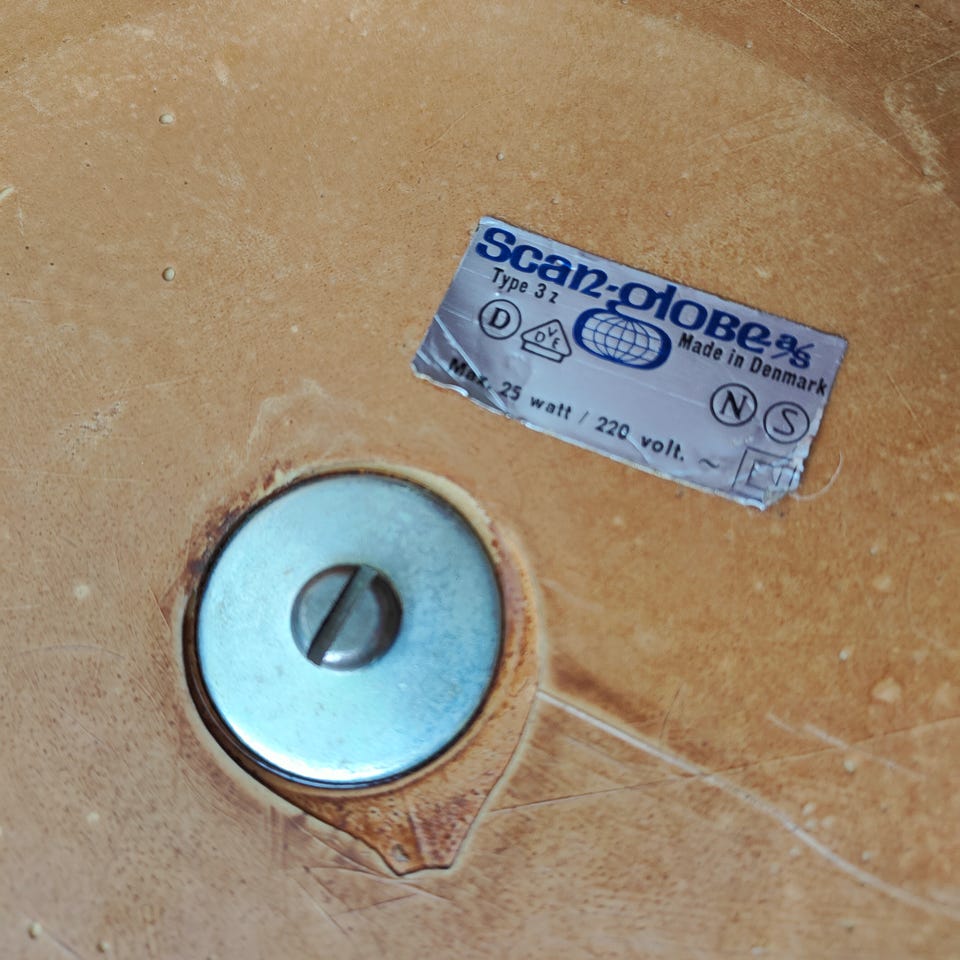 Scan-globe a/s
Type 3 z
Made in Denmark
D
VDE
N
S
Max. 25 watt / 220 volt. ~